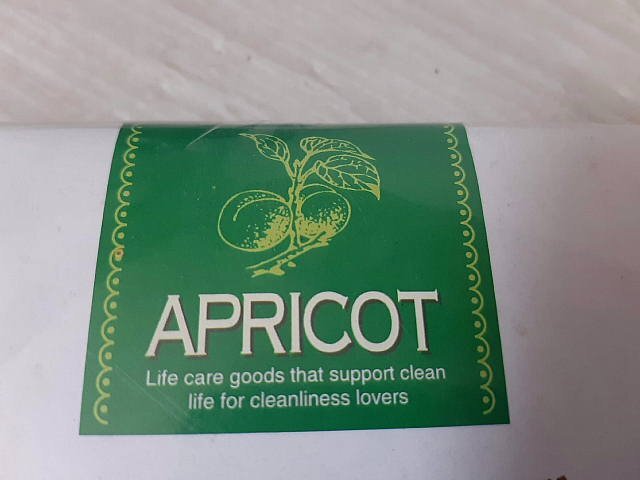 APRICOT
Life care goods that support clean
life for cleanliness lovers